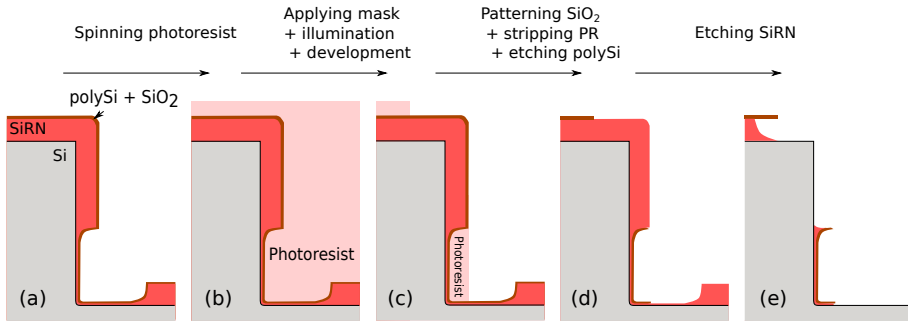 Spinning photoresist
Applying mask
+ illumination
+ development
Patterning SiO₂
+ stripping PR
+ etching polySi
Etching SiRN
polySi + SiO₂
SiRN
Si
Photoresist
Photoresist
(a)
(b)
(c)
(d)
(e)